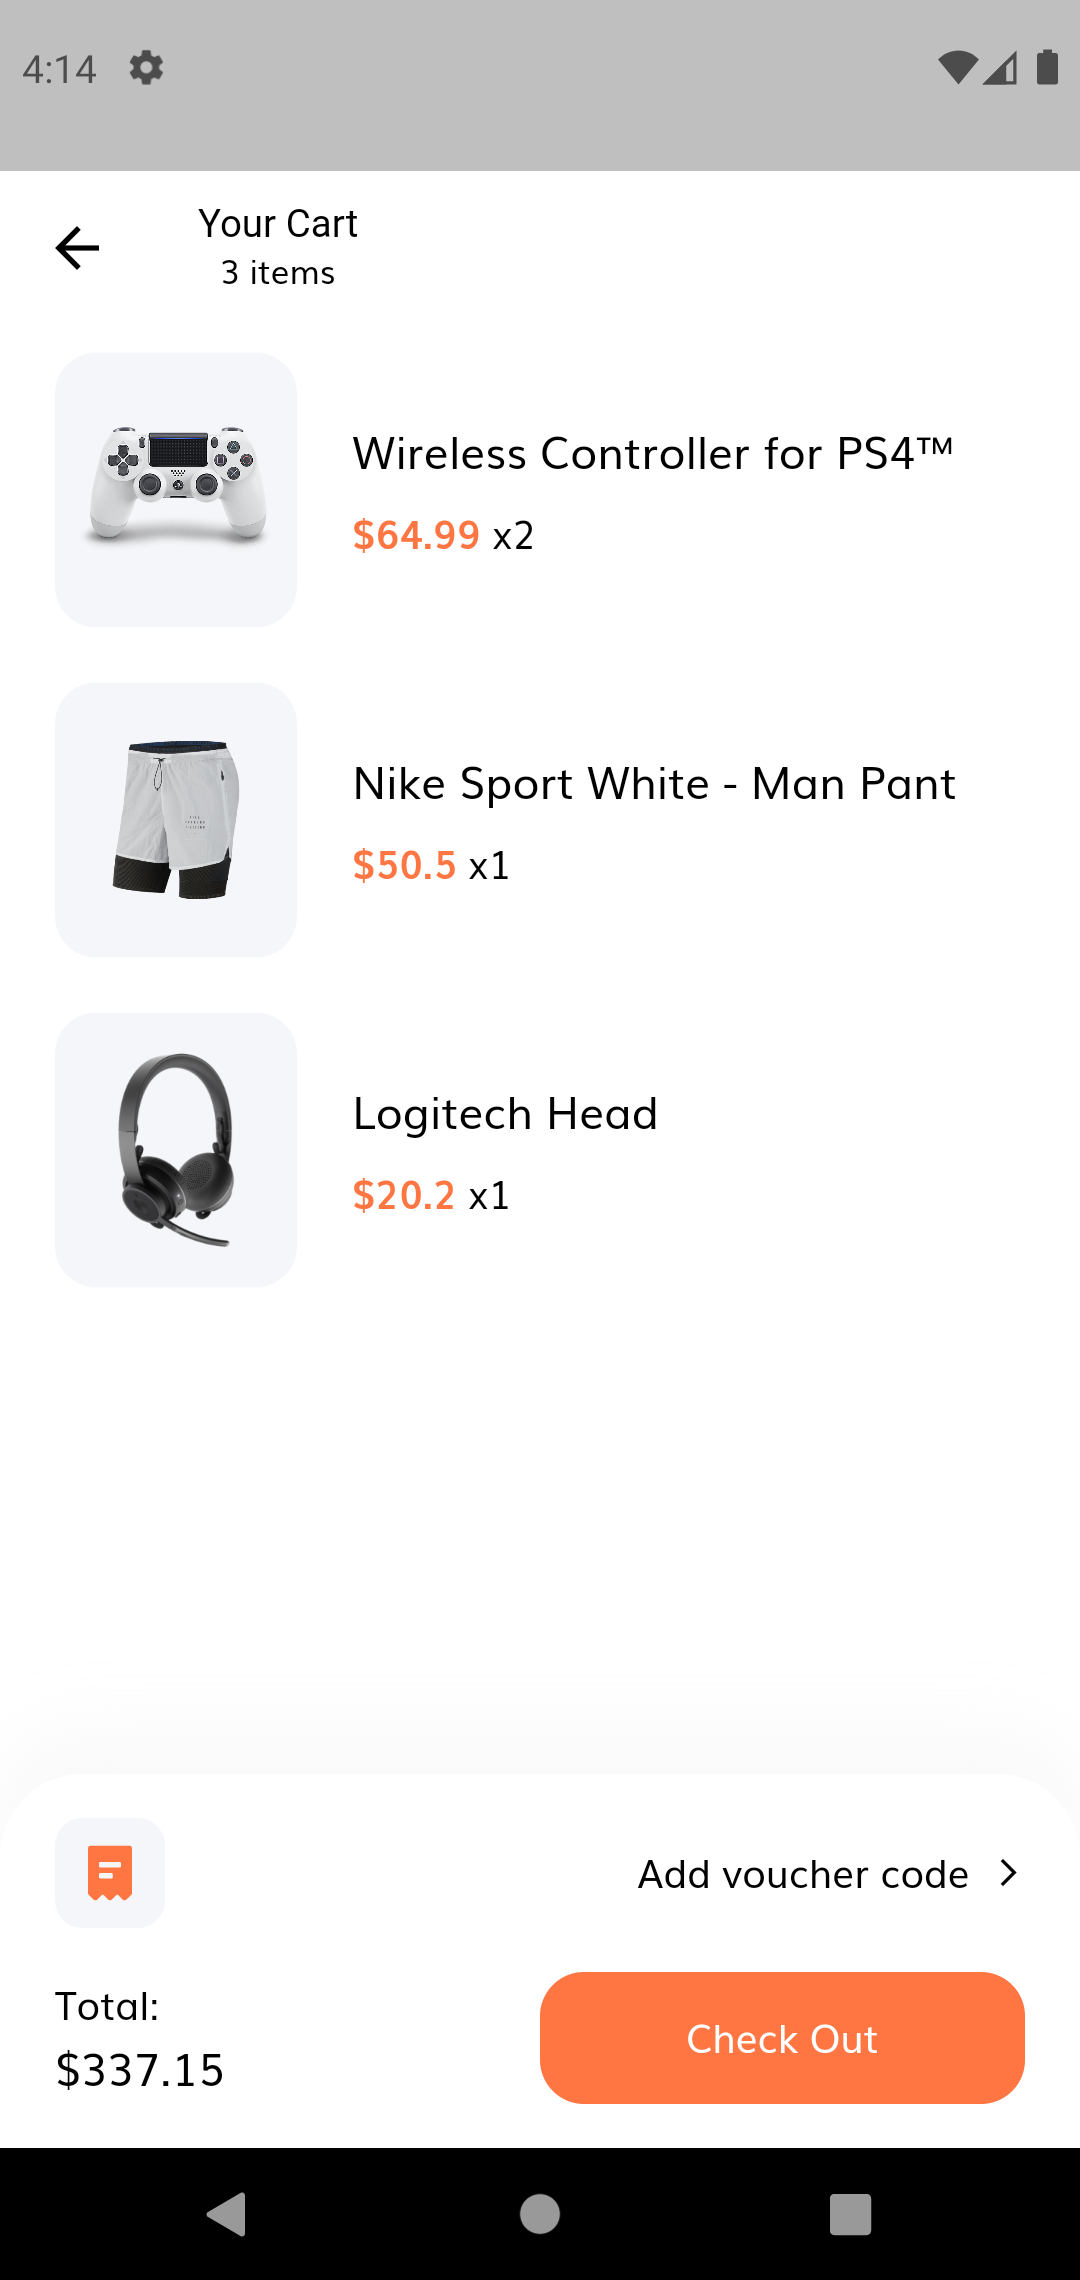 4:14
Your Cart
3 items
Wireless Controller for PS4™
$64.99 x2
Nike Sport White - Man Pant
$50.5 x1
Logitech Head
$20.2 x1
Add voucher code
Total:
$337.15
Check Out